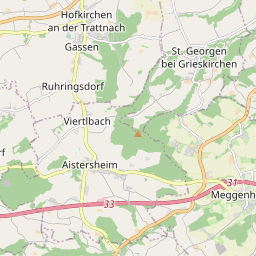 Hofkirchen
an der Trattnach
Gassen
St. Georgen
bei Grieskirchen
Ruhringsdorf
Viertlbach
Aistersheim
31
33
Meggenh